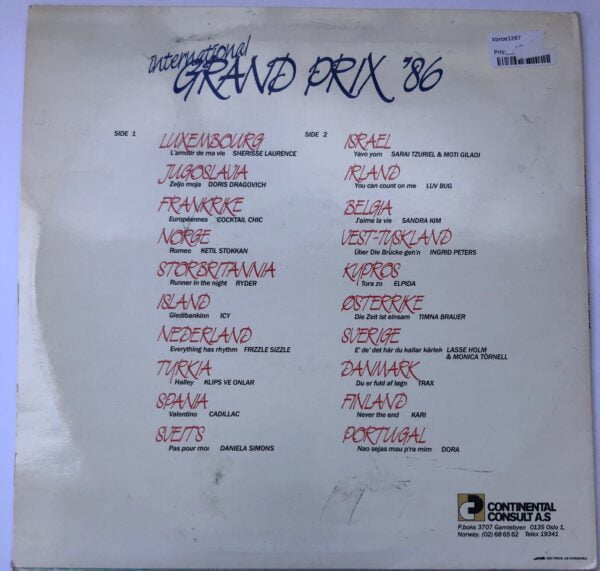 kbroe1287
Pris:
international
GRAND PRIX '86
SIDE 1
LUXEMBOURG
L'amour de ma vie SHERISSE LAURENCE
JUGOSLAVIA
Zeljo moja DORIS DRAGOVICH
FRANKRIKE
Européennes COCKTAIL CHIC
NORGE
Romeo KETIL STOKKAN
STORBRITANNIA
Runner in the night RYDER
ISLAND
Gledibankinn ICY
NEDERLAND
Everything has rhythm FRIZZLE SIZZLE
TYRKIA
Halley KLIPS VE ONLAR
SPANIA
Valentino CADILLAC
SVEITS
Pas pour moi DANIELA SIMONS
SIDE 2
ISRAEL
Yavo yom SARAI TZURIEL & MOTI GILADI
IRLAND
You can count on me LUV BUG
BELGIA
J'aime la vie SANDRA KIM
VEST-TYSKLAND
Über Die Brücke geh'n INGRID PETERS
KYPROS
Tora zo ELPIDA
ØSTERRIKE
Die Zeit ist einsam TIMNA BRAUER
SVERIGE
E' de' det här du kallar kärlek LASSE HOLM
& MONICA TÖRNELL
DANMARK
Du er fuld af løgn TRAX
FINLAND
Never the end KARI
PORTUGAL
Nao sejas mau p'ra mim DORA
CONTINENTAL
CONSULT A.S
P.boks 3707 Gamlebyen 0135 Oslo 1,
Norway. (02) 68 65 62 Telex 19341